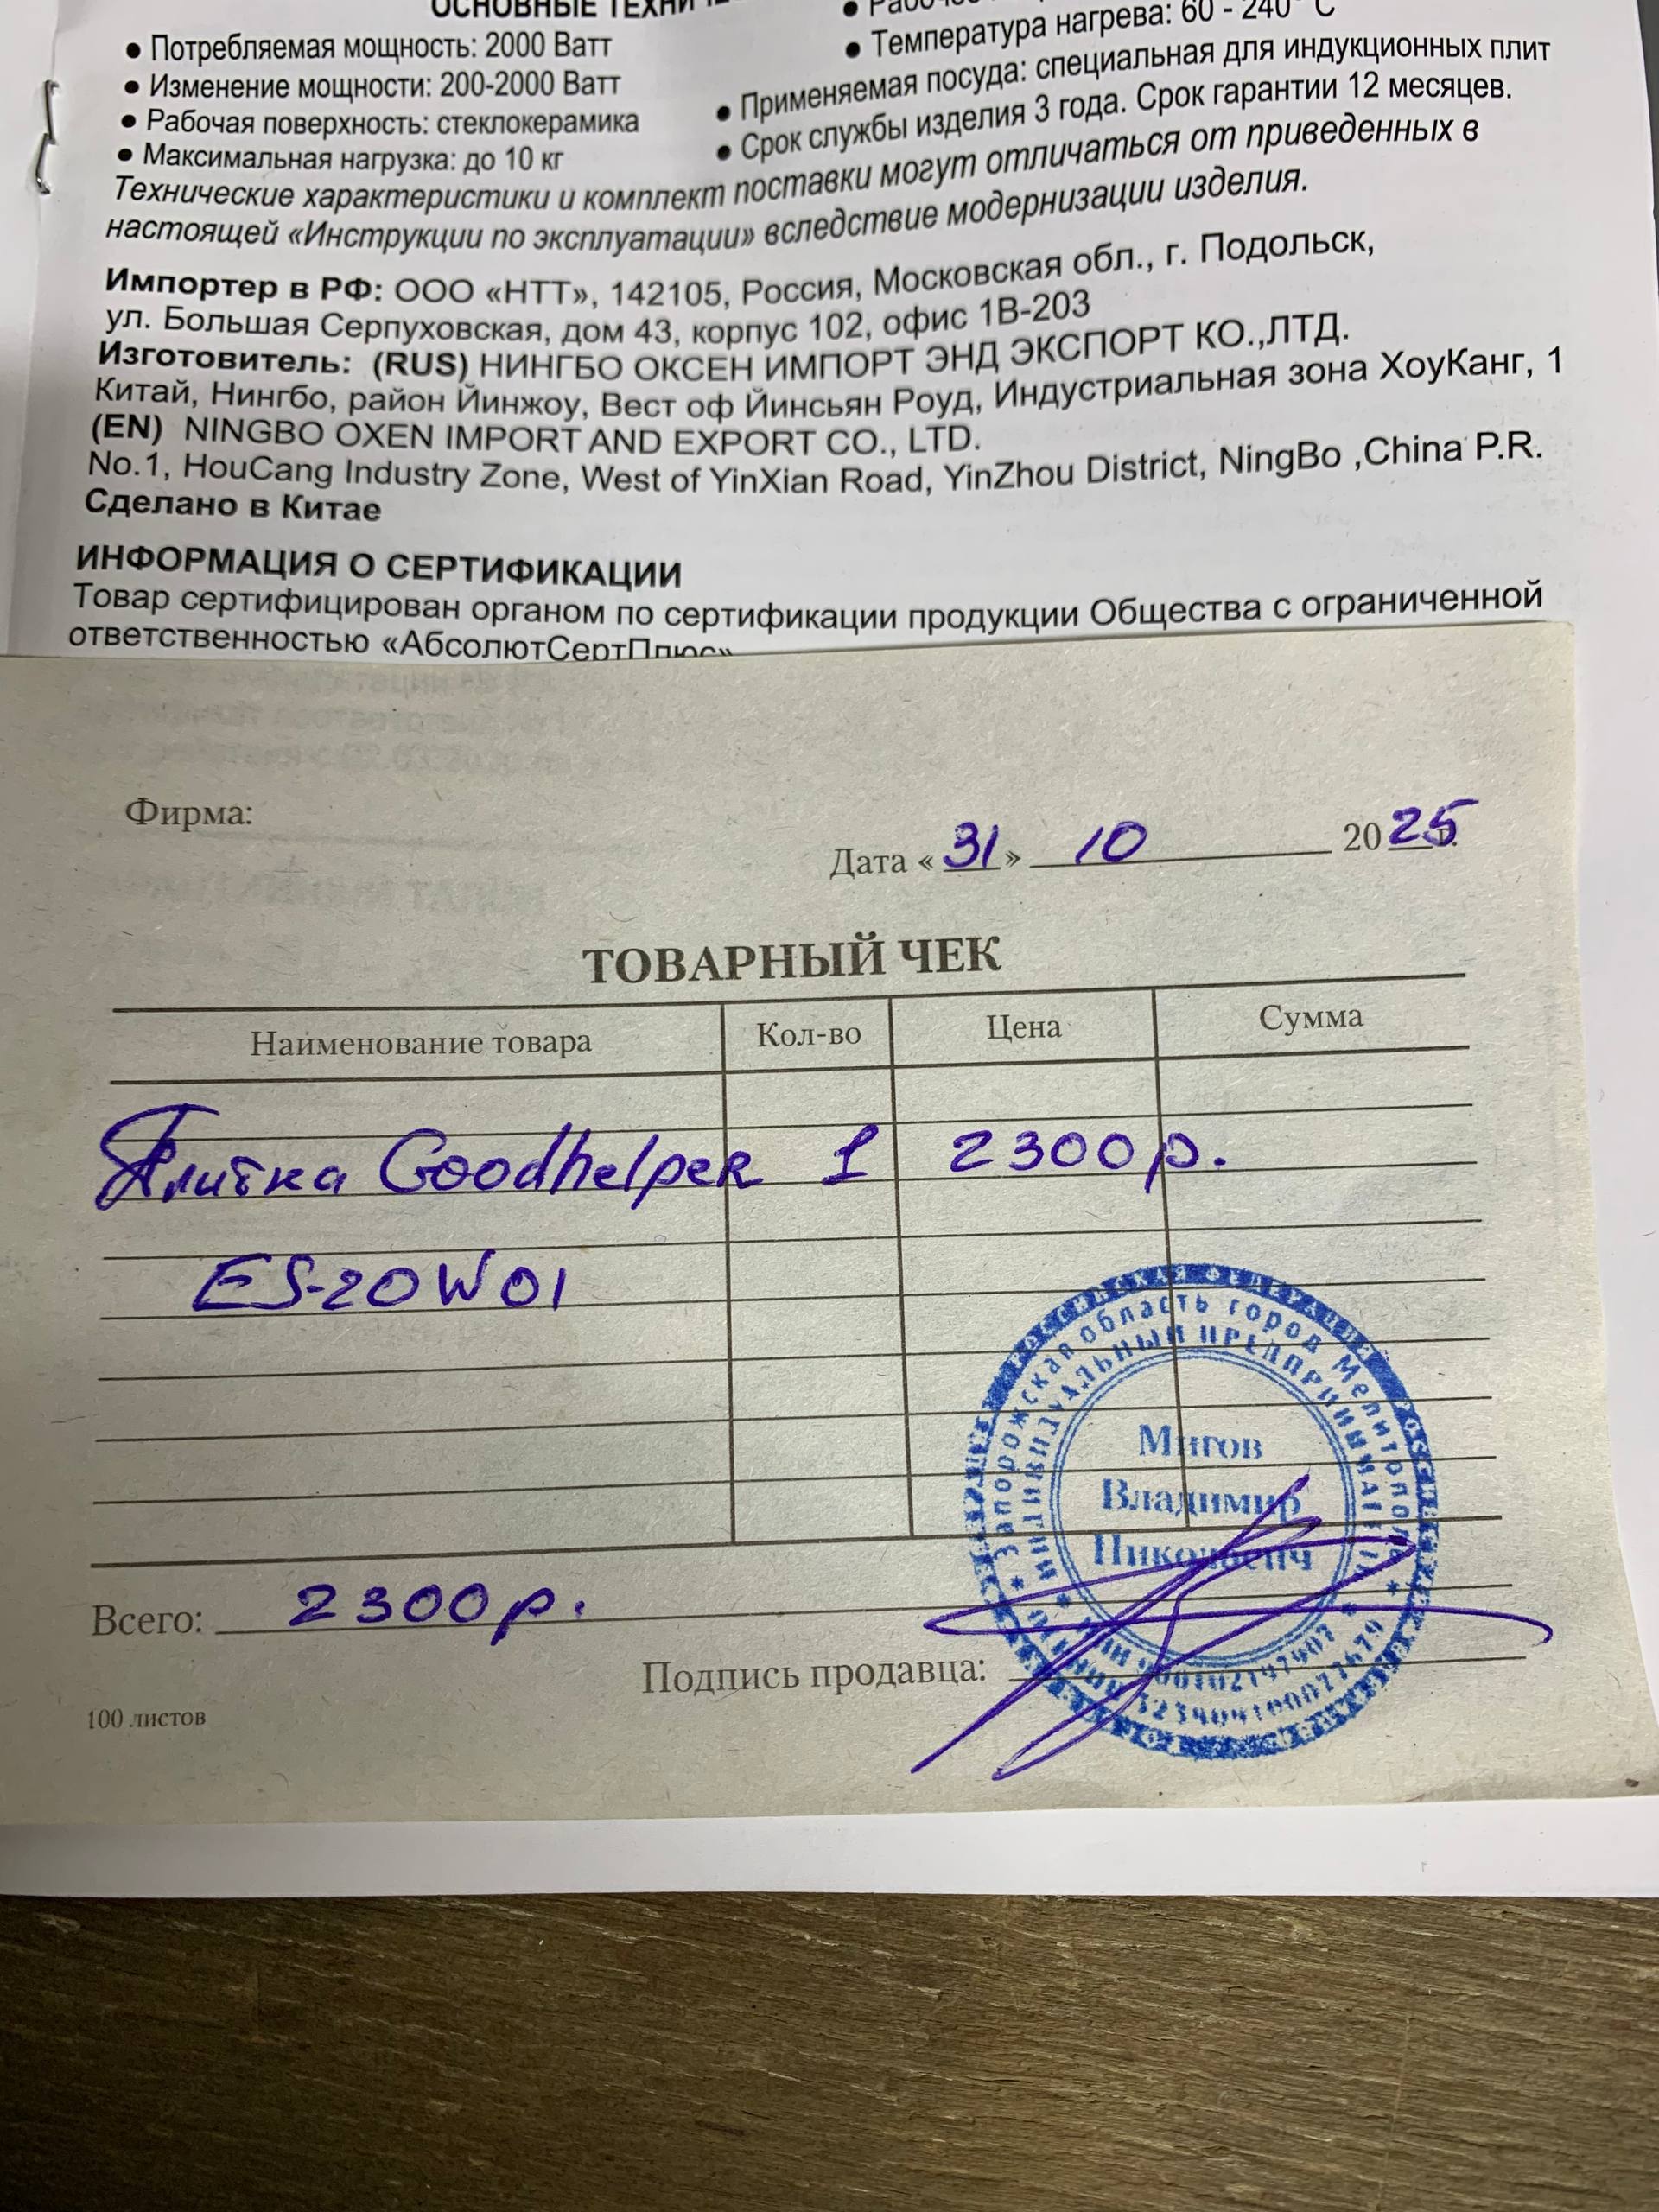 ОСНОВНЫЕ
• Потребляемая мощность: 2000 Ватт
• Изменение мощности: 200-2000 Ватт
• Рабочая поверхность: стеклокерамика
• Максимальная нагрузка: до 10 кг
• Температура нагрева: 60 - 240° С
• Применяемая посуда: специальная для индукционных плит
• Срок службы изделия 3 года. Срок гарантии 12 месяцев.
Технические характеристики и комплект поставки могут отличаться от приведенных в
настоящей «Инструкции по эксплуатации» вследствие модернизации изделия.
Импортер в РФ: ООО «НТТ», 142105, Россия, Московская обл., г. Подольск,
ул. Большая Серпуховская, дом 43, корпус 102, офис 1В-203
Изготовитель: (RUS) НИНГБО ОКСЕН ИМПОРТ ЭНД ЭКСПОРТ КО.,ЛТД.
Китай, Нингбо, район Йинжоу, Вест оф Йинсьян Роуд, Индустриальная зона ХоуКанг, 1
(EN) NINGBO OXEN IMPORT AND EXPORT CO., LTD.
No.1, HouCang Industry Zone, West of YinXian Road, YinZhou District, NingBo ,China P.R.
Сделано в Китае
ИНФОРМАЦИЯ О СЕРТИФИКАЦИИ
Товар сертифицирован органом по сертификации продукции Общества с ограниченной
ответственностью «АбсолютСертПлюс»
Фирма:
Дата « 31 » 10 2025 г.
ТОВАРНЫЙ ЧЕК
Наименование товара Кол-во Цена Сумма
Плитка Goodhelper 1 2300р.
ES-20W01
Запорожская область город Мелитополь
ИНДИВИДУАЛЬНЫЙ ПРЕДПРИНИМАТЕЛЬ
Мигов
Владимир
Николаевич
Всего: 2300р.
Подпись продавца:
100 листов